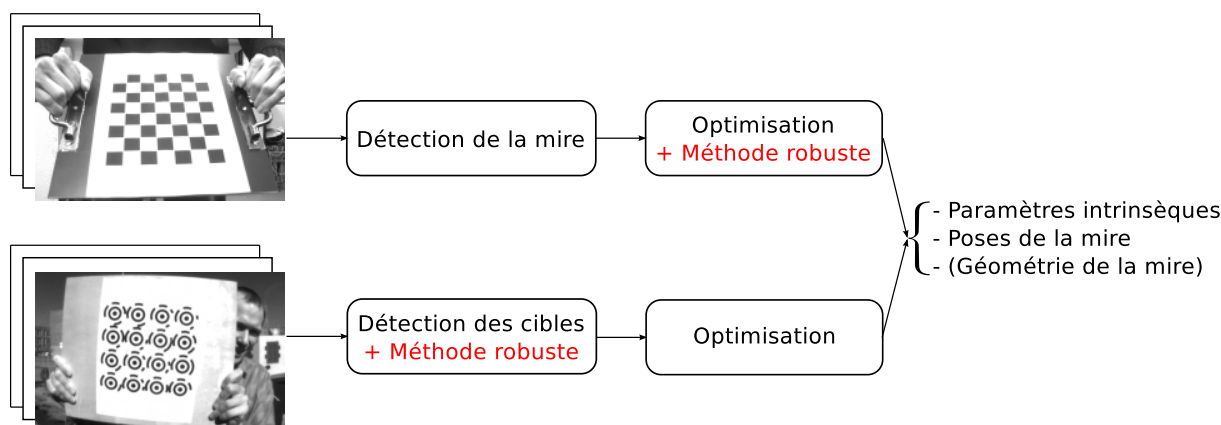 Détection de la mire
Optimisation
+ Méthode robuste
Détection des cibles
+ Méthode robuste
Optimisation
- Paramètres intrinsèques
- Poses de la mire
- (Géométrie de la mire)